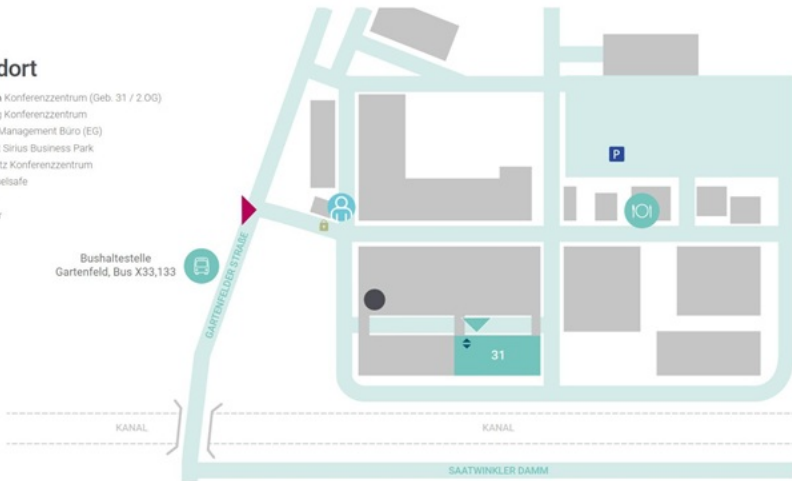 dort
Konferenzzentrum (Geb. 31 / 2.OG)
Konferenzzentrum
Management Büro (EG)
Sirius Business Park
tz Konferenzzentrum
elsafe
Bushaltestelle
Gartenfeld, Bus X33,133
GARTENFELDER STRAßE
P
31
KANAL
KANAL
SAATWINKLER DAMM